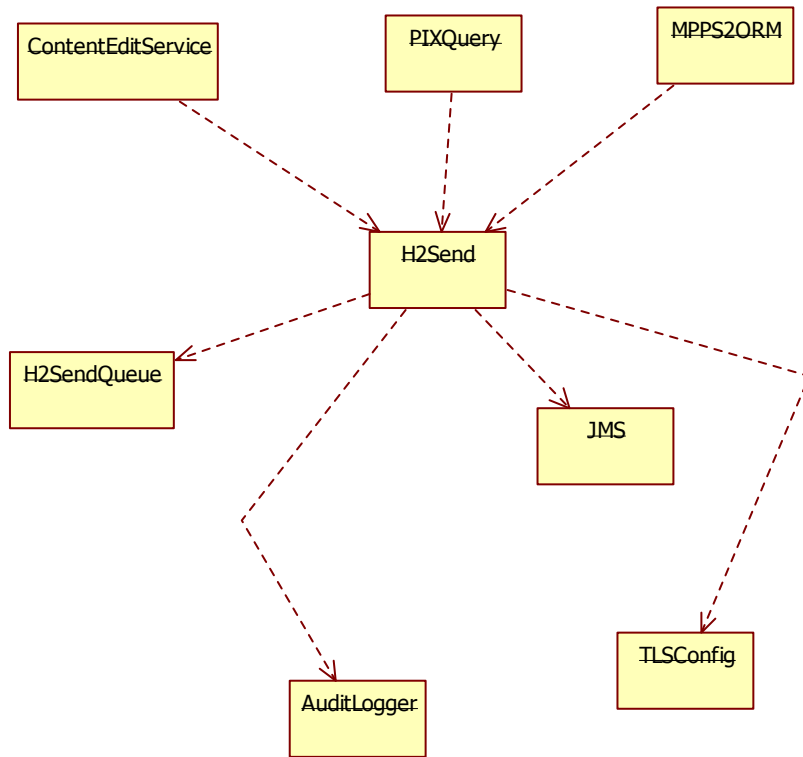 ContentEditService
PIXQuery
MPPS2ORM
H2Send
H2SendQueue
JMS
TLSConfig
AuditLogger